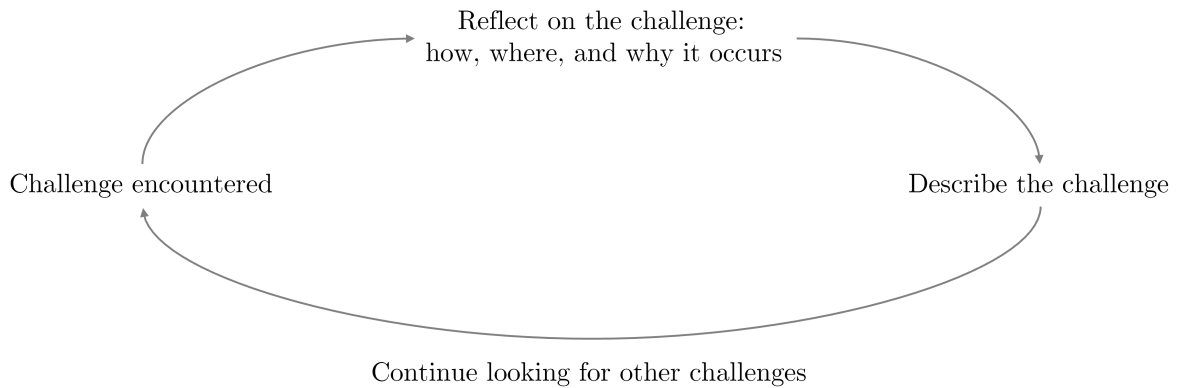 Reflect on the challenge:
how, where, and why it occurs
Challenge encountered
Describe the challenge
Continue looking for other challenges